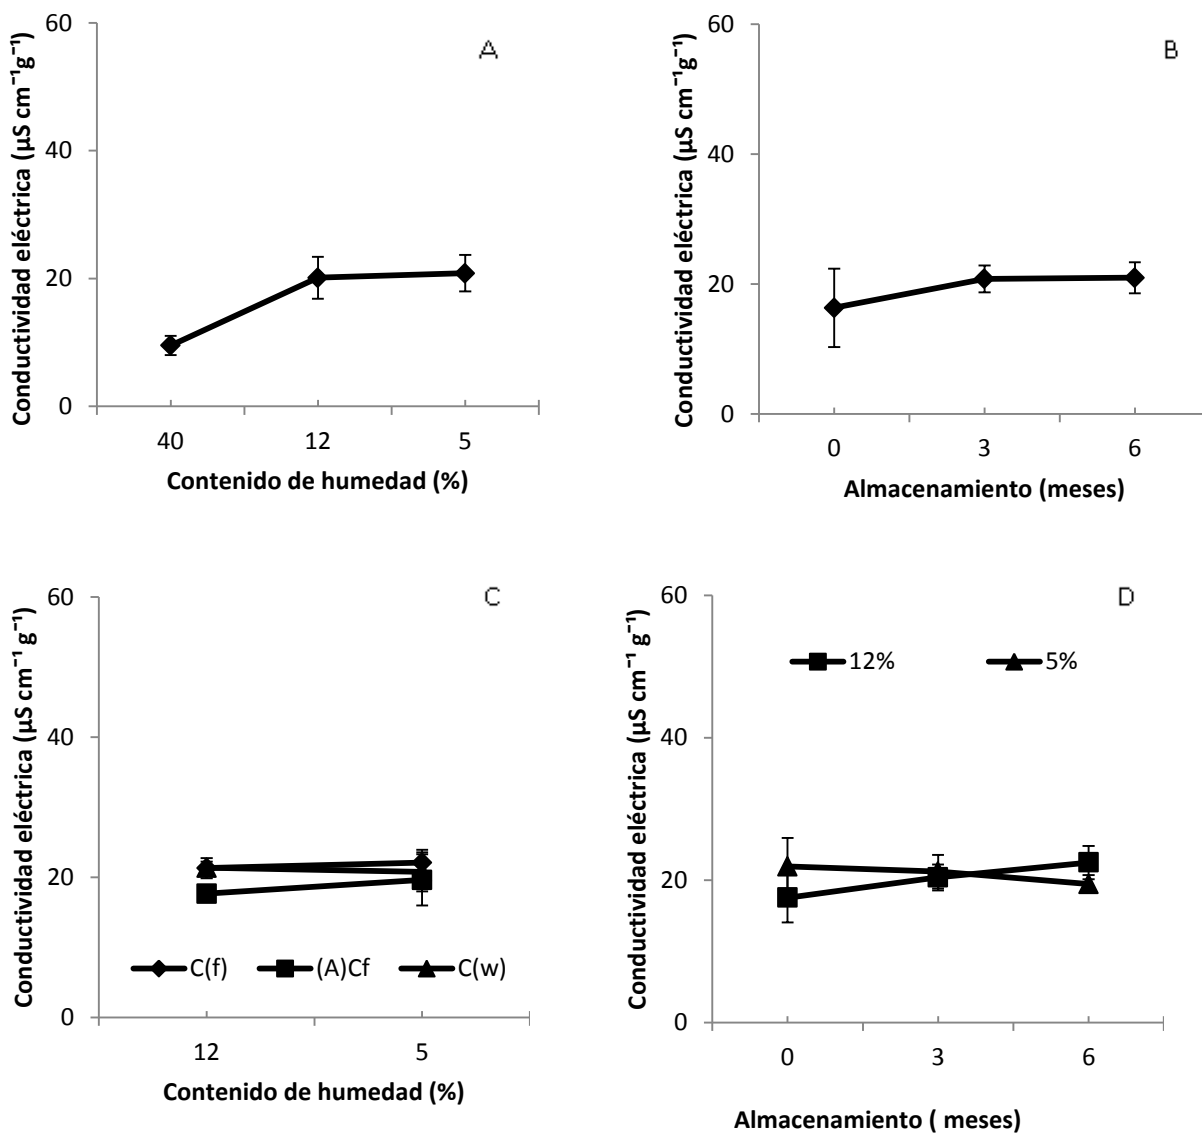 A
Conductividad eléctrica (µS cm⁻¹g⁻¹)
60
40
20
0
40 12 5
Contenido de humedad (%)
B
Conductividad eléctrica (µS cm⁻¹g⁻¹)
60
40
20
0
0 3 6
Almacenamiento (meses)
C
Conductividad eléctrica (µS cm⁻¹ g⁻¹)
60
40
20
0
C(f) (A)Cf C(w)
12 5
Contenido de humedad (%)
D
Conductividad eléctrica (µS cm⁻¹ g⁻¹)
60
40
20
0
12% 5%
0 3 6
Almacenamiento ( meses)